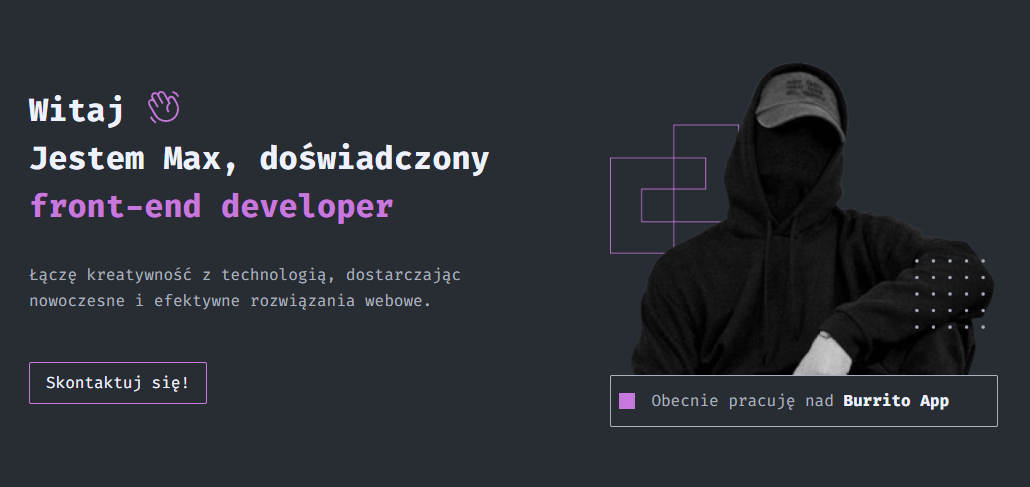 Witaj
Jestem Max, doświadczony
front-end developer
Łączę kreatywność z technologią, dostarczając
nowoczesne i efektywne rozwiązania webowe.
Skontaktuj się!
Obecnie pracuję nad Burrito App